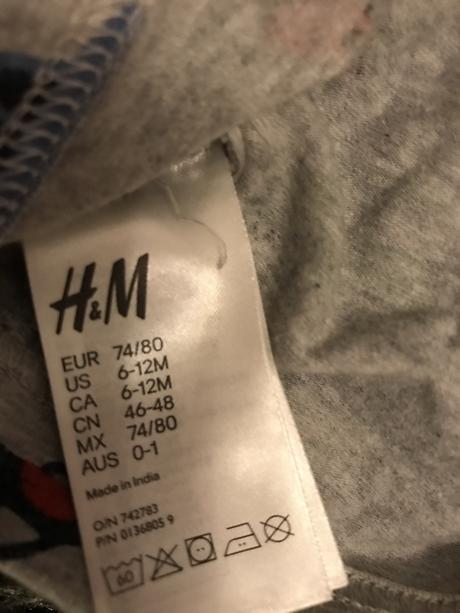 H&M
EUR 74/80
US 6-12M
CA 6-12M
CN 46-48
MX 74/80
AUS 0-1
Made in India
O/N 742783
P/N 0136805 9
60